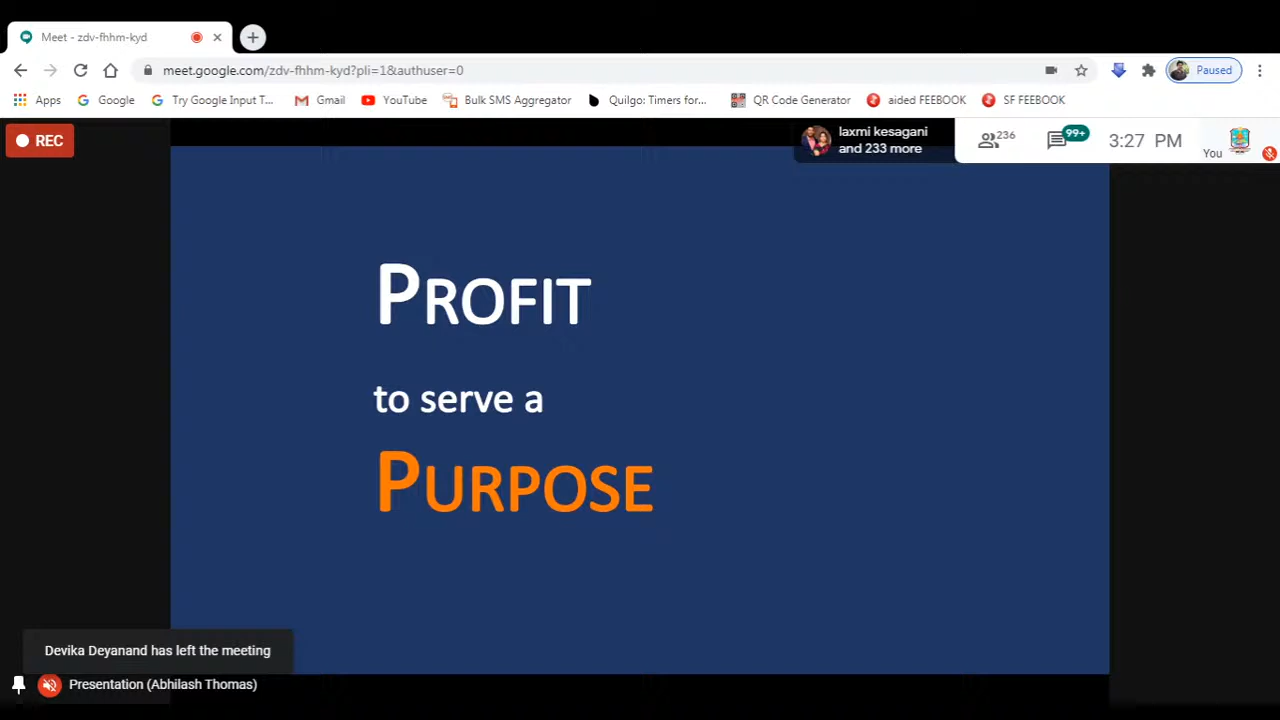 Meet - zdv-fhhm-kyd
meet.google.com/zdv-fhhm-kyd?pli=1&authuser=0
Paused
Apps
Google
Try Google Input T...
Gmail
YouTube
Bulk SMS Aggregator
Quilgo: Timers for...
QR Code Generator
aided FEEBOOK
SF FEEBOOK
REC
laxmi kesagani
and 233 more
236
99+
3:27 PM
You
PROFIT
to serve a
PURPOSE
Devika Deyanand has left the meeting
Presentation (Abhilash Thomas)